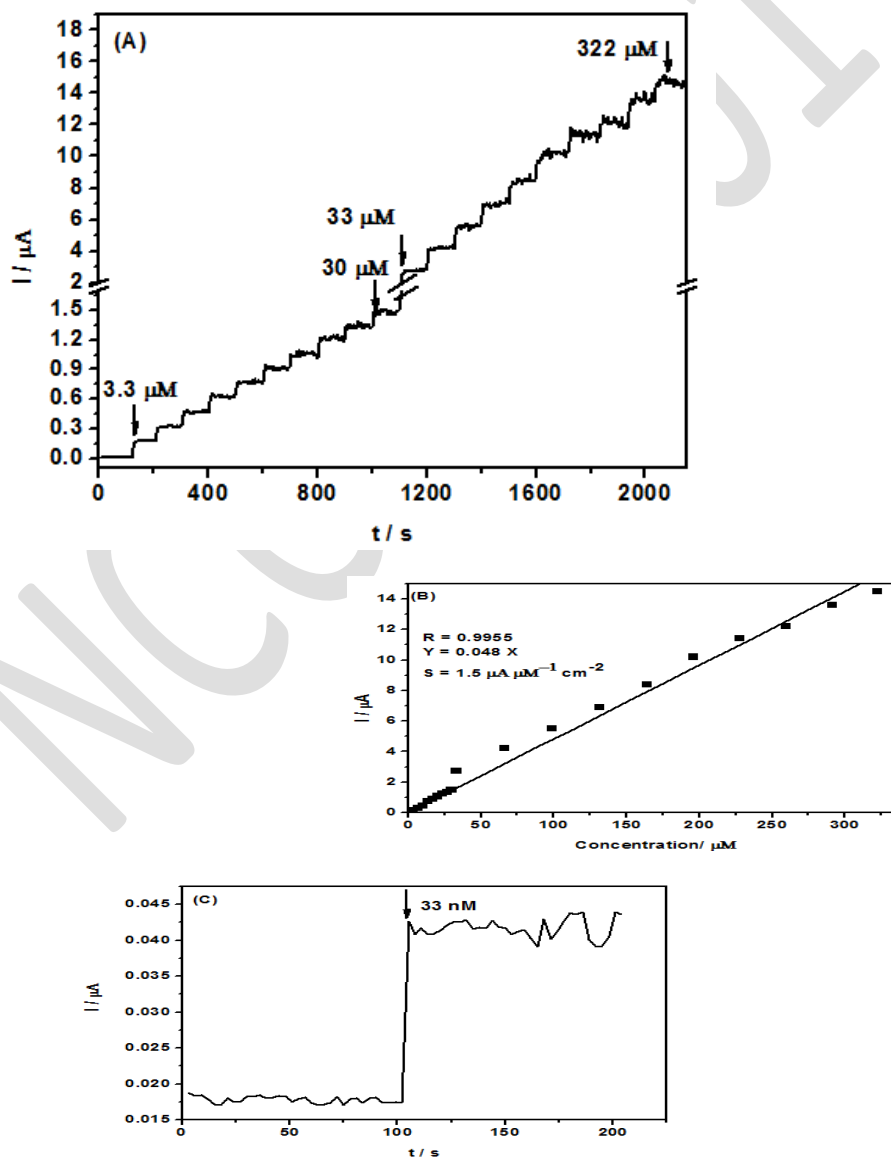 (A)
18
16
14
12
10
8
6
4
2
1.5
1.2
0.9
0.6
0.3
0.0
I / µA
322 µM
33 µM
30 µM
3.3 µM
0 400 800 1200 1600 2000
t / s
(B)
14
12
10
8
6
4
2
0
I / µA
R = 0.9955
Y = 0.048 X
S = 1.5 µA µM⁻¹ cm⁻²
0 50 100 150 200 250 300
Concentration/ µM
(C)
33 nM
0.045
0.040
0.035
0.030
0.025
0.020
0.015
I / µA
0 50 100 150 200
t / s